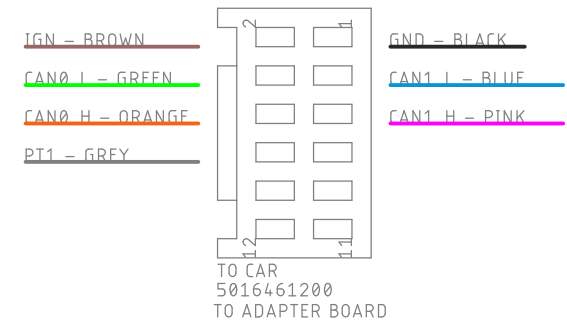 2 1
IGN - BROWN
GND - BLACK
CAN0 L - GREEN
CAN1 L - BLUE
CAN0 H - ORANGE
CAN1 H - PINK
PT1 - GREY
12 11
TO CAR
5016461200
TO ADAPTER BOARD